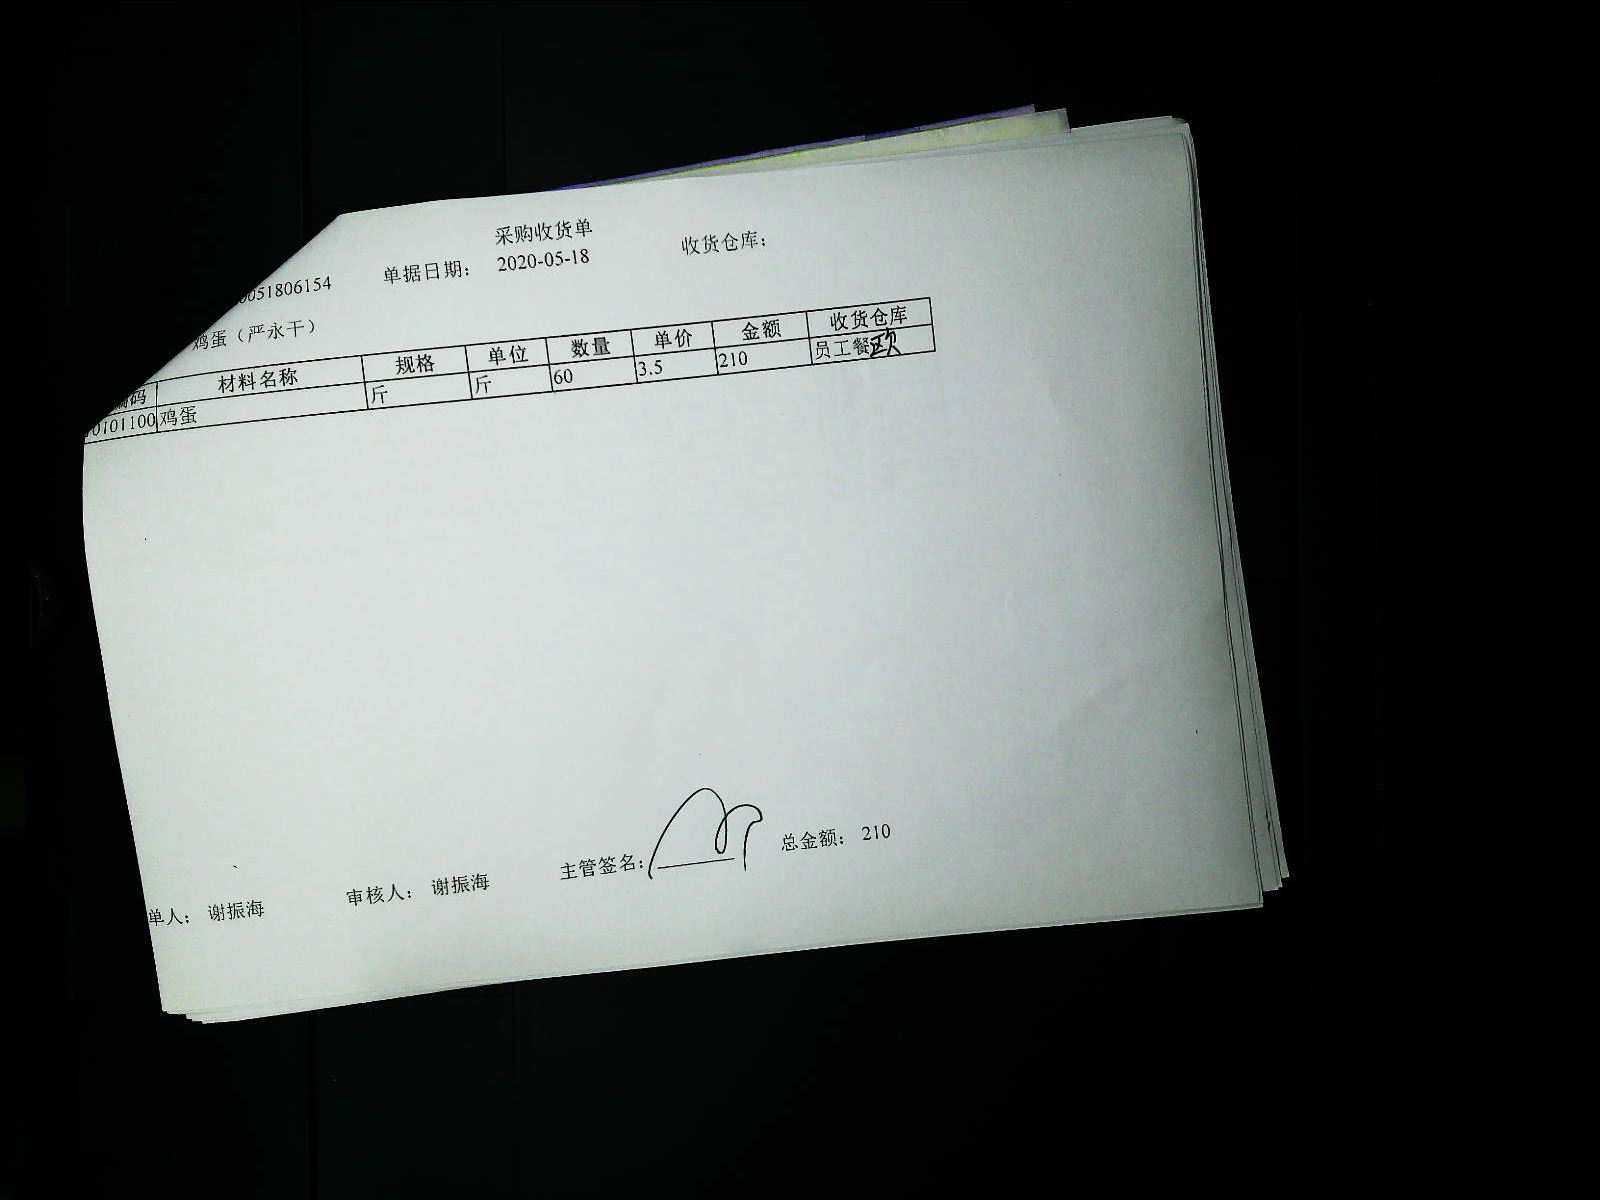 采购收货单
0051806154 单据日期： 2020-05-18 收货仓库：
鸡蛋（严永干）
编码 材料名称 规格 单位 数量 单价 金额 收货仓库
0101100 鸡蛋 斤 斤 60 3.5 210 员工餐欧
单人： 谢振海 审核人： 谢振海 主管签名： 总金额： 210